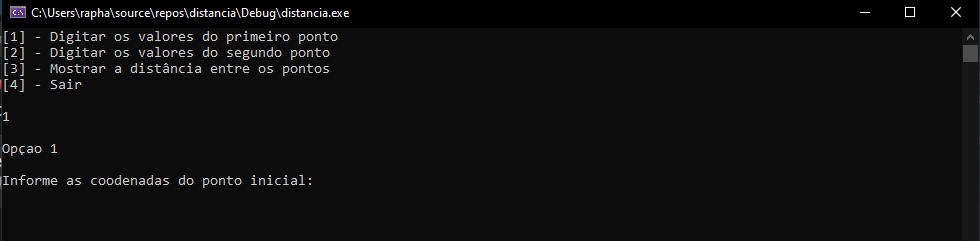 C:\Users\rapha\source\repos\distancia\Debug\distancia.exe
[1] - Digitar os valores do primeiro ponto
[2] - Digitar os valores do segundo ponto
[3] - Mostrar a distância entre os pontos
[4] - Sair
1
Opçao 1
Informe as coodenadas do ponto inicial: